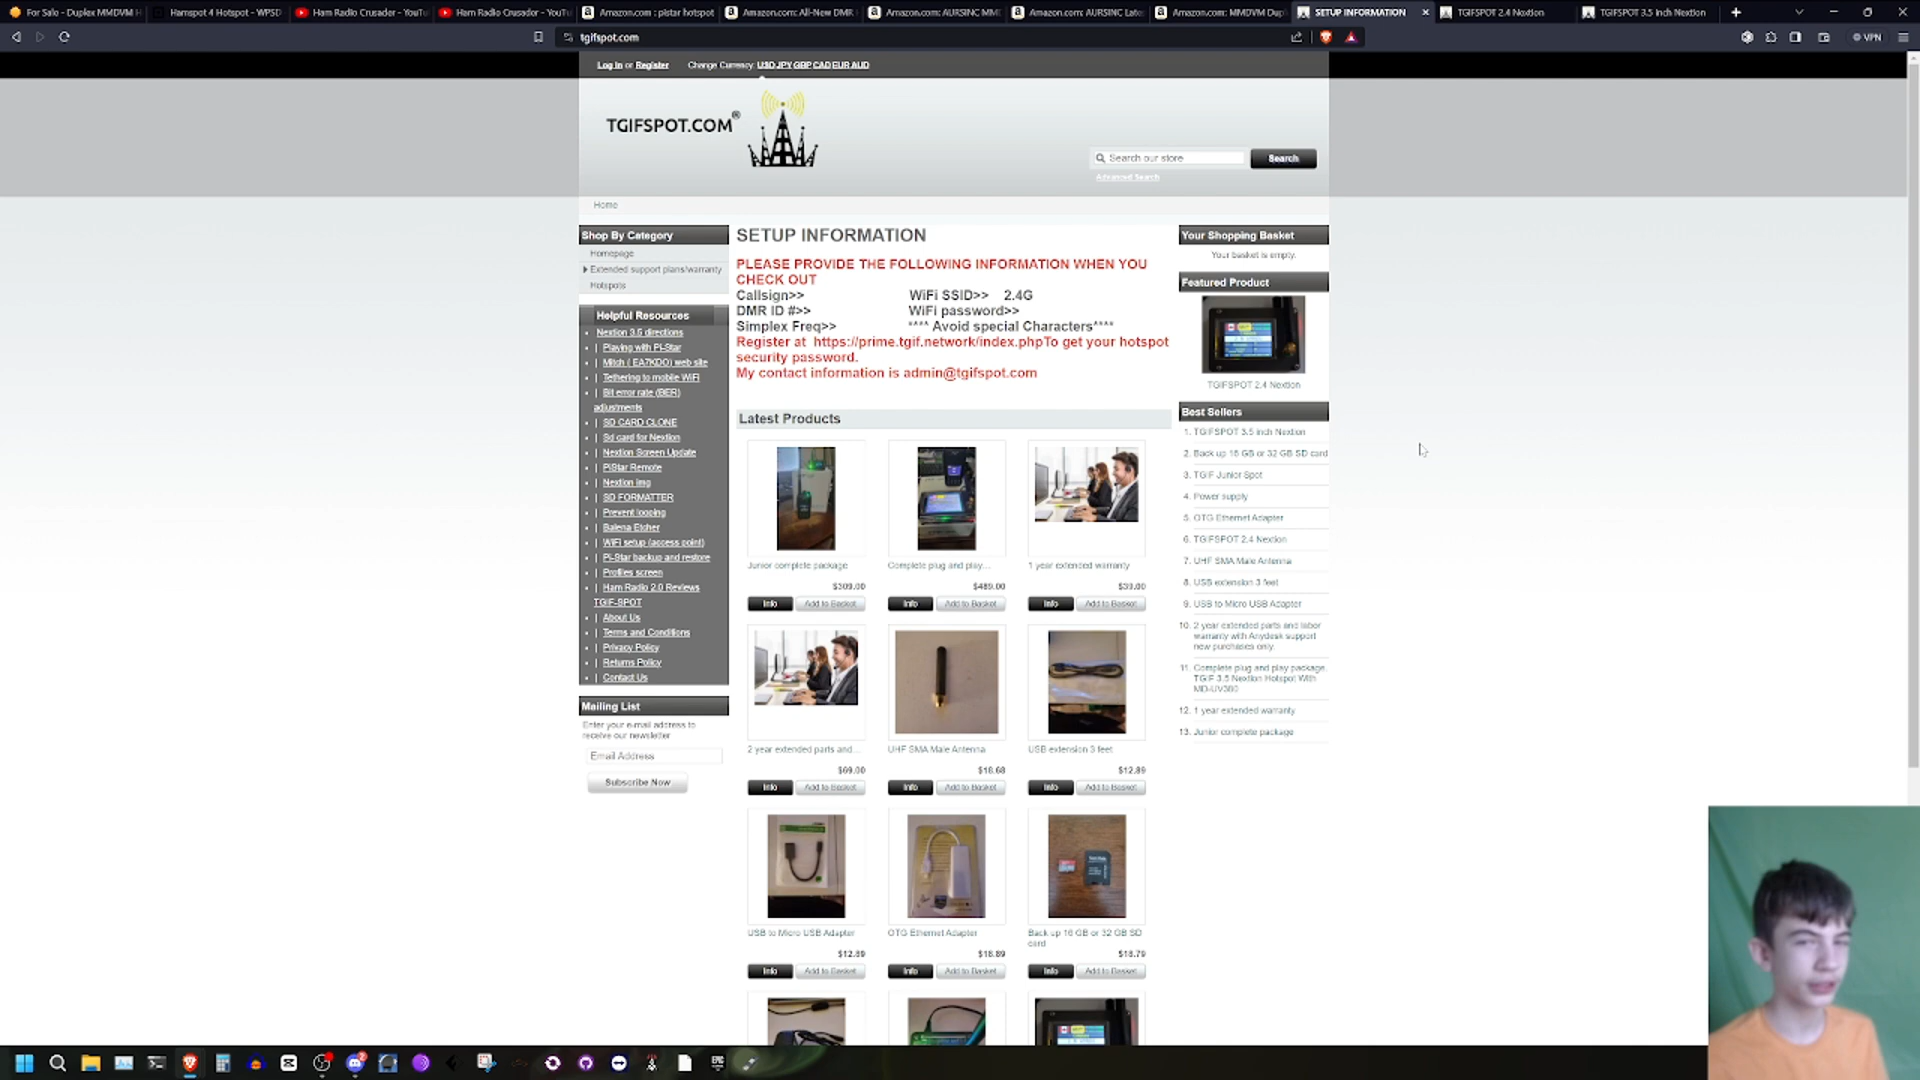 For Sale - Duplex MMDVM H
Hamspot 4 Hotspot - WPSD
Ham Radio Crusader - YouTu
Ham Radio Crusader - YouTu
Amazon.com : pistar hotspot
Amazon.com: All-New DMR
Amazon.com: AURSINC MM
Amazon.com: AURSINC Late
Amazon.com: MMDVM Dup
SETUP INFORMATION
TGIFSPOT 2.4 Nextion
TGIFSPOT 3.5 inch Nextion
tgifspot.com
VPN
Log in or Register
Change Currency: USD JPY GBP CAD EUR AUD
TGIFSPOT.COM®
Search our store
Search
Advanced Search
Home
Shop By Category
Homepage
Extended support plans/warranty
Hotspots
Helpful Resources
| Nextion 3.5 directions
| Playing with Pi-Star
| Mitch ( EA7KDO) web site
| Tethering to mobile WiFi
| Bit error rate (BER)
adjustments
| SD CARD CLONE
| Sd card for Nextion
| Nextion Screen Update
| PiStar Remote
| Nextion img
| SD FORMATTER
| Prevent looping
| Balena Etcher
| WiFi setup (access point)
| Pi-Star backup and restore
| Profiles screen
| Ham Radio 2.0 Reviews
TGIF-SPOT
| About Us
| Terms and Conditions
| Privacy Policy
| Returns Policy
| Contact Us
Mailing List
Enter your e-mail address to
receive our newsletter
Email Address
Subscribe Now
SETUP INFORMATION
PLEASE PROVIDE THE FOLLOWING INFORMATION WHEN YOU
CHECK OUT
Callsign>> WiFi SSID>> 2.4G
DMR ID #>> WiFi password>>
Simplex Freq>> **** Avoid special Characters****
Register at https://prime.tgif.network/index.phpTo get your hotspot
security password.
My contact information is admin@tgifspot.com
Latest Products
Junior complete package
$309.00
Info Add to Basket
Complete plug and play...
$489.00
Info Add to Basket
1 year extended warranty
$39.00
Info Add to Basket
2 year extended parts and...
$69.00
Info Add to Basket
UHF SMA Male Antenna
$18.68
Info Add to Basket
USB extension 3 feet
$12.89
Info Add to Basket
USB to Micro USB Adapter
$12.89
Info Add to Basket
OTG Ethernet Adapter
$18.89
Info Add to Basket
Back up 16 GB or 32 GB SD
card
$18.79
Info Add to Basket
Your Shopping Basket
Your basket is empty.
Featured Product
TGIFSPOT 2.4 Nextion
Best Sellers
1. TGIFSPOT 3.5 inch Nextion
2. Back up 16 GB or 32 GB SD card
3. TGIF Junior Spot
4. Power supply
5. OTG Ethernet Adapter
6. TGIFSPOT 2.4 Nextion
7. UHF SMA Male Antenna
8. USB extension 3 feet
9. USB to Micro USB Adapter
10. 2 year extended parts and labor
warranty with Anydesk support
new purchases only.
11. Complete plug and play package.
TGIF 3.5 Nextion Hotspot With
MD-UV380
12. 1 year extended warranty
13. Junior complete package